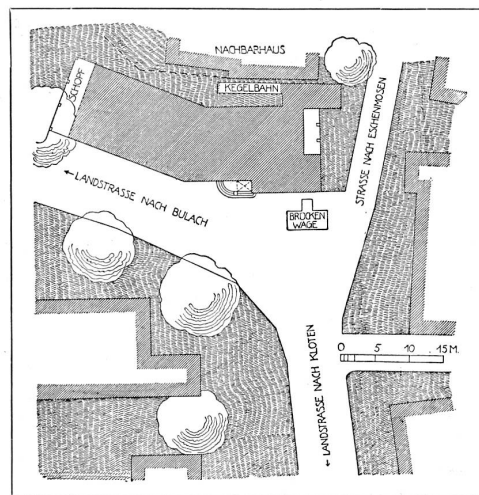 NACHBARHAUS
KEGELBAHN
SCHOPF
← LANDSTRASSE NACH BULACH
STRASSE NACH ESCHENMOSEN
BRÜCKEN
WAGE
0 5 10 15 M.
← LANDSTRASSE NACH KLOTEN